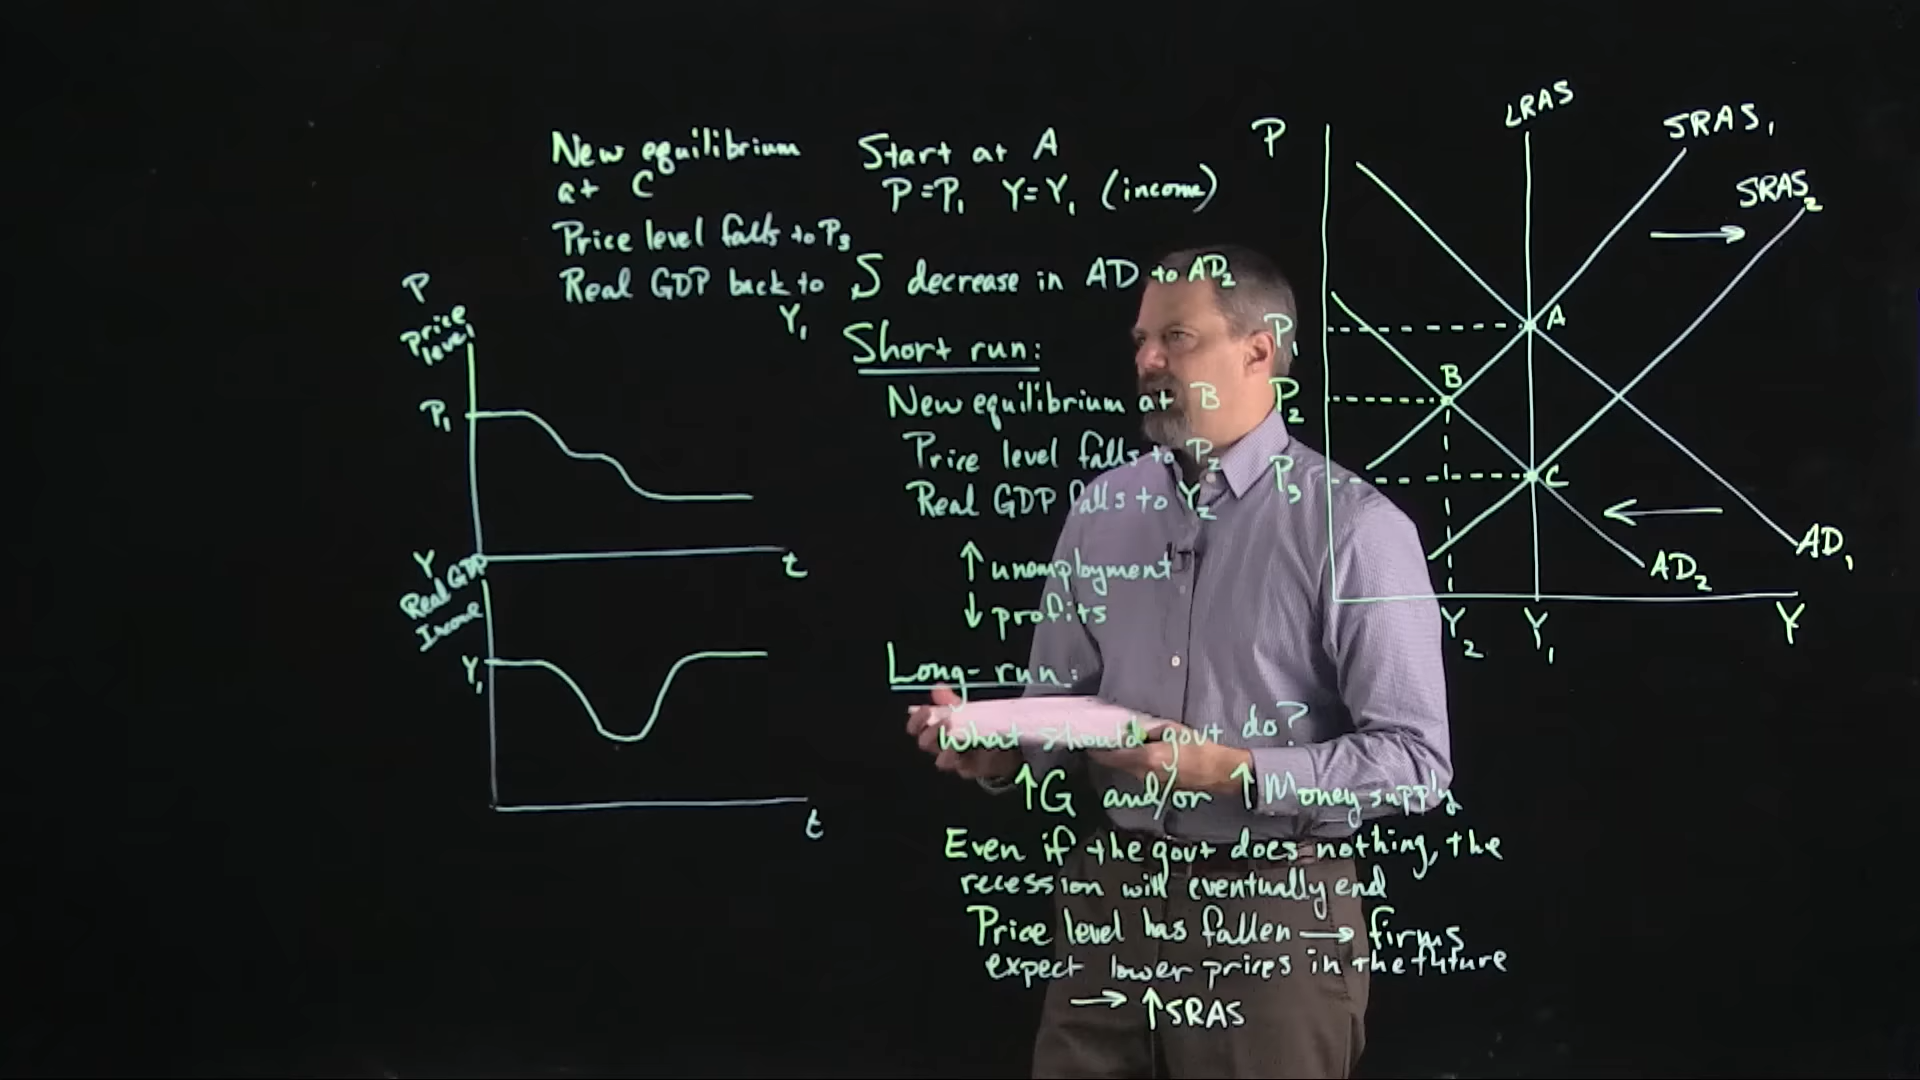 New equilibrium
at C
Price level falls to P3
Real GDP back to
Y1
Start at A
P=P1 Y=Y1 (income)
S decrease in AD to AD2
Short run:
New equilibrium at B
Price level falls to P2
Real GDP falls to Y2
↑ unemployment
↓ profits
Long-run:
What should govt do?
↑G and/or ↑Money supply
Even if the govt does nothing, the
recession will eventually end
Price level has fallen → firms
expect lower prices in the future
→ ↑SRAS
P
Price
level
P1
t
Y
Real GDP
Income
Y1
t
P
LRAS
SRAS1
SRAS2
P1
A
P2
B
P3
C
AD2
AD1
Y2
Y1
Y